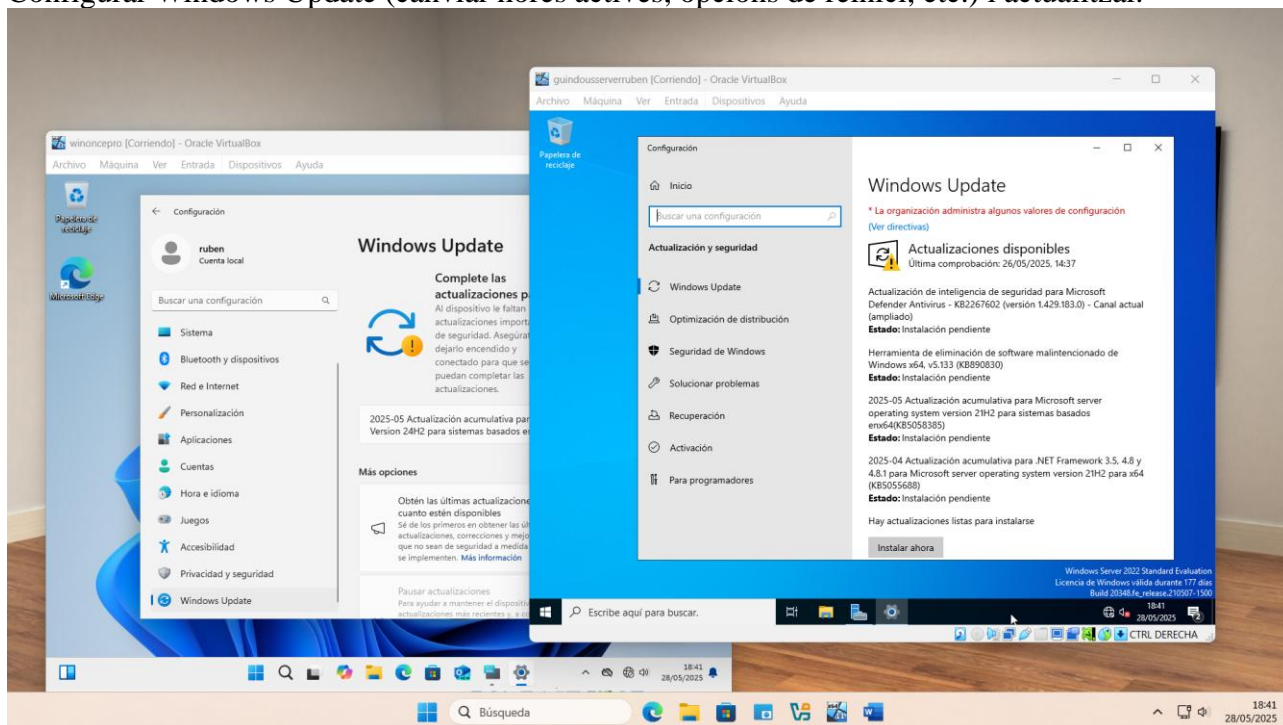 Configurar Windows Update (canviar hores actives, opcions de reinici, etc.) i actualitzar.
guindousserverruben [Corriendo] - Oracle VirtualBox
Archivo Máquina Ver Entrada Dispositivos Ayuda
Papelera de
reciclaje
Configuración
Inicio
Buscar una configuración
Actualización y seguridad
Windows Update
Optimización de distribución
Seguridad de Windows
Solucionar problemas
Recuperación
Activación
Para programadores
Windows Update
* La organización administra algunos valores de configuración
(Ver directivas)
Actualizaciones disponibles
Última comprobación: 26/05/2025, 14:37
Actualización de inteligencia de seguridad para Microsoft
Defender Antivirus - KB2267602 (versión 1.429.183.0) - Canal actual
(ampliado)
Estado: Instalación pendiente
Herramienta de eliminación de software malintencionado de
Windows x64, v5.133 (KB890830)
Estado: Instalación pendiente
2025-05 Actualización acumulativa para Microsoft server
operating system version 21H2 para sistemas basados
enx64(KB5058385)
Estado: Instalación pendiente
2025-04 Actualización acumulativa para .NET Framework 3.5, 4.8 y
4.8.1 para Microsoft server operating system version 21H2 para x64
(KB5055688)
Estado: Instalación pendiente
Hay actualizaciones listas para instalarse
Instalar ahora
Windows Server 2022 Standard Evaluation
Licencia de Windows válida durante 177 días
Build 20348.fe_release.210507-1500
Escribe aquí para buscar.
18:41
28/05/2025
2
CTRL DERECHA
winoncepro [Corriendo] - Oracle VirtualBox
Archivo Máquina Ver Entrada Dispositivos Ayuda
Papelera de
reciclaje
Microsoft Edge
Configuración
ruben
Cuenta local
Buscar una configuración
Sistema
Bluetooth y dispositivos
Red e Internet
Personalización
Aplicaciones
Cuentas
Hora e idioma
Juegos
Accesibilidad
Privacidad y seguridad
Windows Update
Windows Update
Complete las
actualizaciones p
Al dispositivo le faltan
actualizaciones import
de seguridad. Asegúrat
dejarlo encendido y
conectado para que se
puedan completar las
actualizaciones.
2025-05 Actualización acumulativa par
Version 24H2 para sistemas basados e
Más opciones
Obtén las últimas actualizacione
cuanto estén disponibles
Sé de los primeros en obtener las últ
actualizaciones, correcciones y mejo
que no sean de seguridad a medida
se implementen. Más información
Pausar actualizaciones
Para ayudar a mantener el dispositiv
actualizaciones más recientes y, a co
18:41
28/05/2025
Búsqueda
18:41
28/05/2025